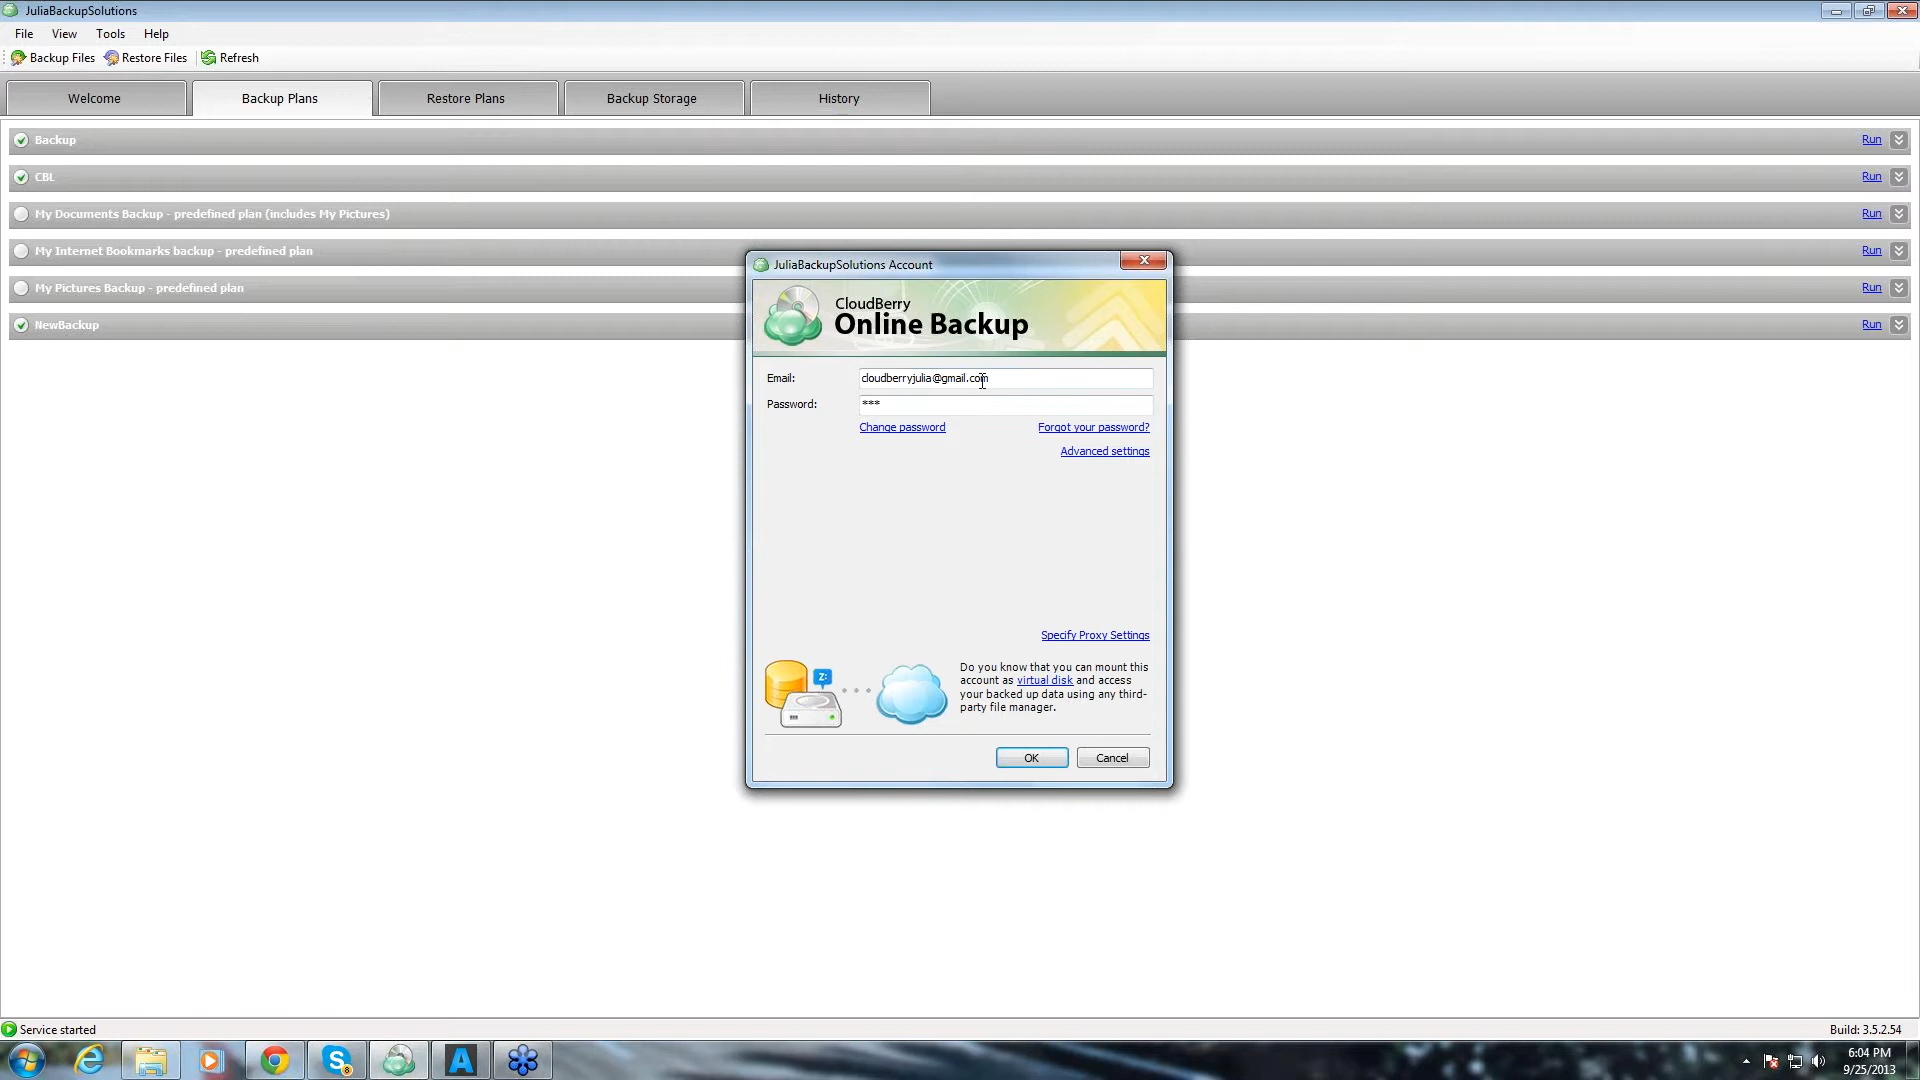 JuliaBackupSolutions
File View Tools Help
Backup Files Restore Files Refresh
Welcome Backup Plans Restore Plans Backup Storage History
Backup Run
CBL Run
My Documents Backup - predefined plan (includes My Pictures) Run
My Internet Bookmarks backup - predefined plan Run
My Pictures Backup - predefined plan Run
NewBackup Run
JuliaBackupSolutions Account
CloudBerry
Online Backup
Email: cloudberryjulia@gmail.com
Password: ***
Change password Forgot your password?
Advanced settings
Specify Proxy Settings
Z:
Do you know that you can mount this
account as virtual disk and access
your backed up data using any third-
party file manager.
OK Cancel
Service started Build: 3.5.2.54
S 8 A
6:04 PM
9/25/2013